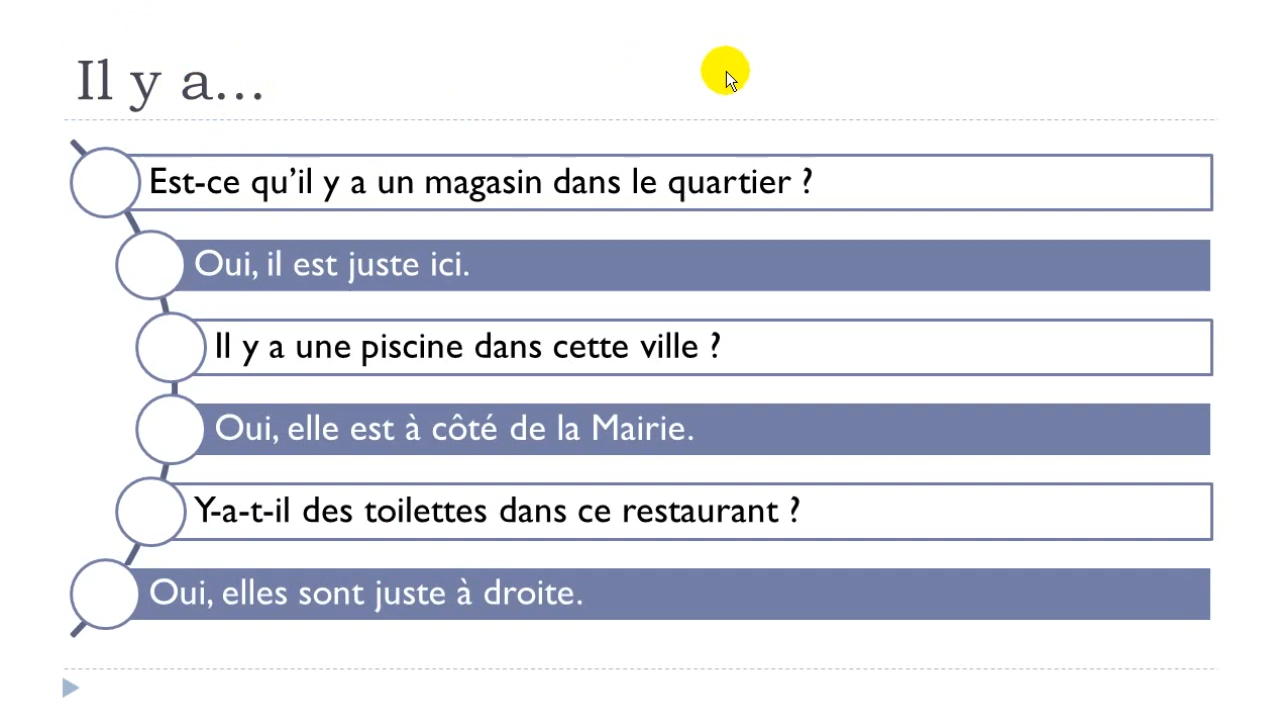 Il y a...
Est-ce qu’il y a un magasin dans le quartier ?
Oui, il est juste ici.
Il y a une piscine dans cette ville ?
Oui, elle est à côté de la Mairie.
Y-a-t-il des toilettes dans ce restaurant ?
Oui, elles sont juste à droite.